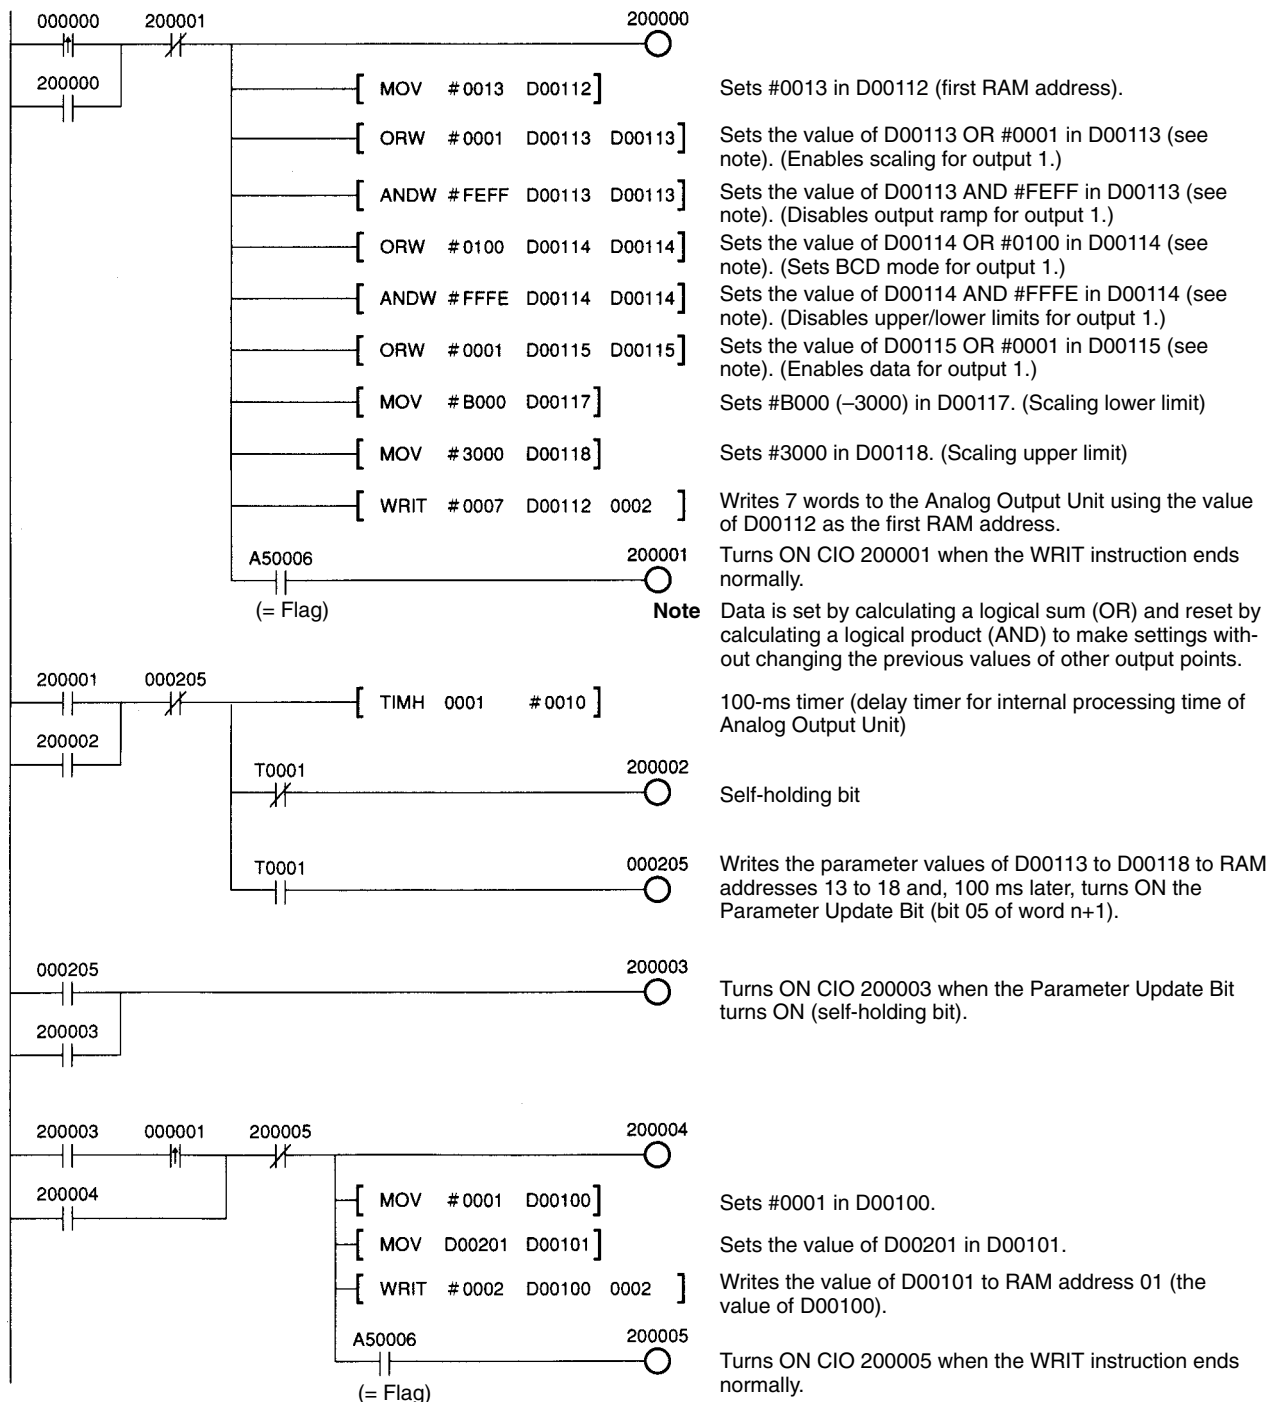 000000 200001 200000
200000
MOV #0013 D00112 Sets #0013 in D00112 (first RAM address).
ORW #0001 D00113 D00113 Sets the value of D00113 OR #0001 in D00113 (see
note). (Enables scaling for output 1.)
ANDW #FEFF D00113 D00113 Sets the value of D00113 AND #FEFF in D00113 (see
note). (Disables output ramp for output 1.)
ORW #0100 D00114 D00114 Sets the value of D00114 OR #0100 in D00114 (see
note). (Sets BCD mode for output 1.)
ANDW #FFFE D00114 D00114 Sets the value of D00114 AND #FFFE in D00114 (see
note). (Disables upper/lower limits for output 1.)
ORW #0001 D00115 D00115 Sets the value of D00115 OR #0001 in D00115 (see
note). (Enables data for output 1.)
MOV #B000 D00117 Sets #B000 (–3000) in D00117. (Scaling lower limit)
MOV #3000 D00118 Sets #3000 in D00118. (Scaling upper limit)
WRIT #0007 D00112 0002 Writes 7 words to the Analog Output Unit using the value
of D00112 as the first RAM address.
A50006 200001 Turns ON CIO 200001 when the WRIT instruction ends
normally.
(= Flag) Note Data is set by calculating a logical sum (OR) and reset by
calculating a logical product (AND) to make settings with-
out changing the previous values of other output points.
200001 000205
TIMH 0001 #0010 100-ms timer (delay timer for internal processing time of
Analog Output Unit)
200002
T0001 200002
Self-holding bit
T0001 000205 Writes the parameter values of D00113 to D00118 to RAM
addresses 13 to 18 and, 100 ms later, turns ON the
Parameter Update Bit (bit 05 of word n+1).
000205 200003
Turns ON CIO 200003 when the Parameter Update Bit
turns ON (self-holding bit).
200003
200003 000001 200005 200004
200004
MOV #0001 D00100 Sets #0001 in D00100.
MOV D00201 D00101 Sets the value of D00201 in D00101.
WRIT #0002 D00100 0002 Writes the value of D00101 to RAM address 01 (the
value of D00100).
A50006 200005
Turns ON CIO 200005 when the WRIT instruction ends
normally.
(= Flag)